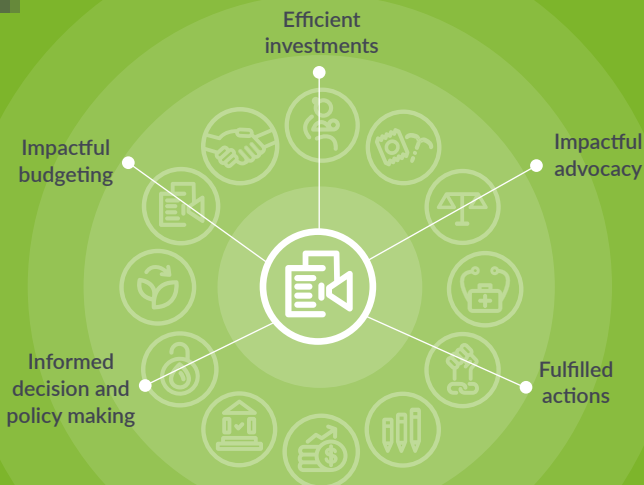 Efficient
investments
Impactful
budgeting
Impactful
advocacy
Informed
decision and
policy making
Fulfilled
actions